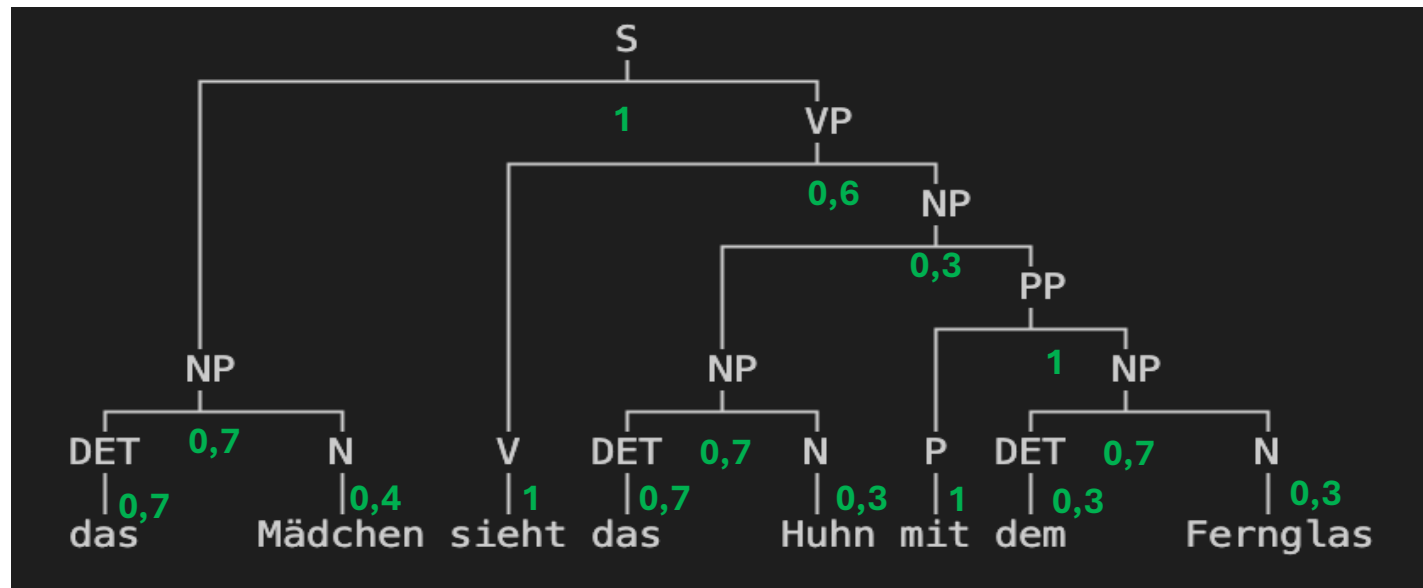 S
1 VP
0,6 NP
0,3 PP
NP NP 1 NP
DET 0,7 N V DET 0,7 N P DET 0,7 N
0,7 0,4 1 0,7 0,3 1 0,3 0,3
das Mädchen sieht das Huhn mit dem Fernglas